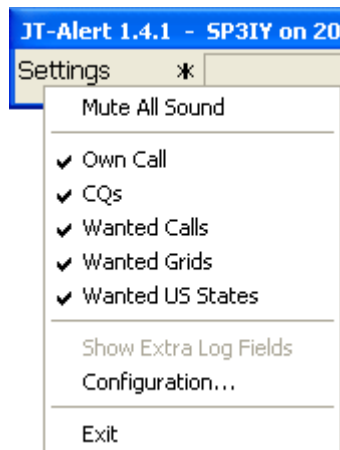 JT-Alert 1.4.1 - SP3IY on 20
Settings *
Mute All Sound
Own Call
CQs
Wanted Calls
Wanted Grids
Wanted US States
Show Extra Log Fields
Configuration...
Exit